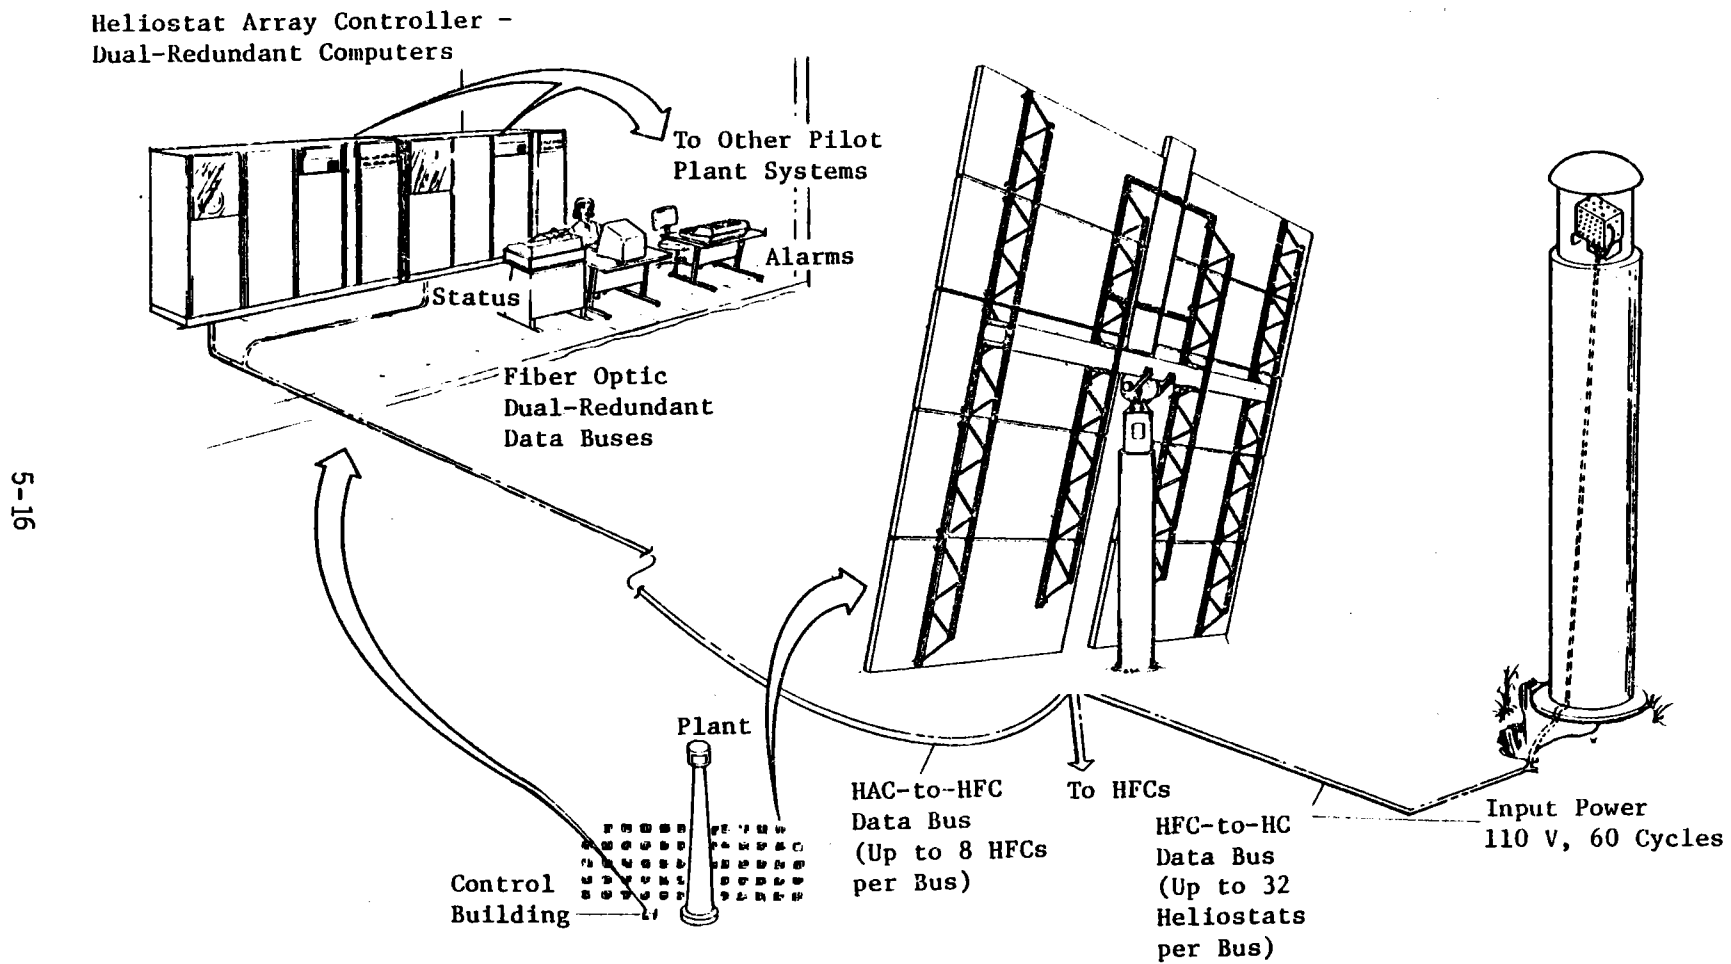 Heliostat Array Controller -
Dual-Redundant Computers
To Other Pilot
Plant Systems
Alarms
Status
Fiber Optic
Dual-Redundant
Data Buses
5-16
Plant
HAC-to-HFC
Data Bus
(Up to 8 HFCs
per Bus)
To HFCs
HFC-to-HC
Data Bus
(Up to 32
Heliostats
per Bus)
Input Power
110 V, 60 Cycles
Control
Building